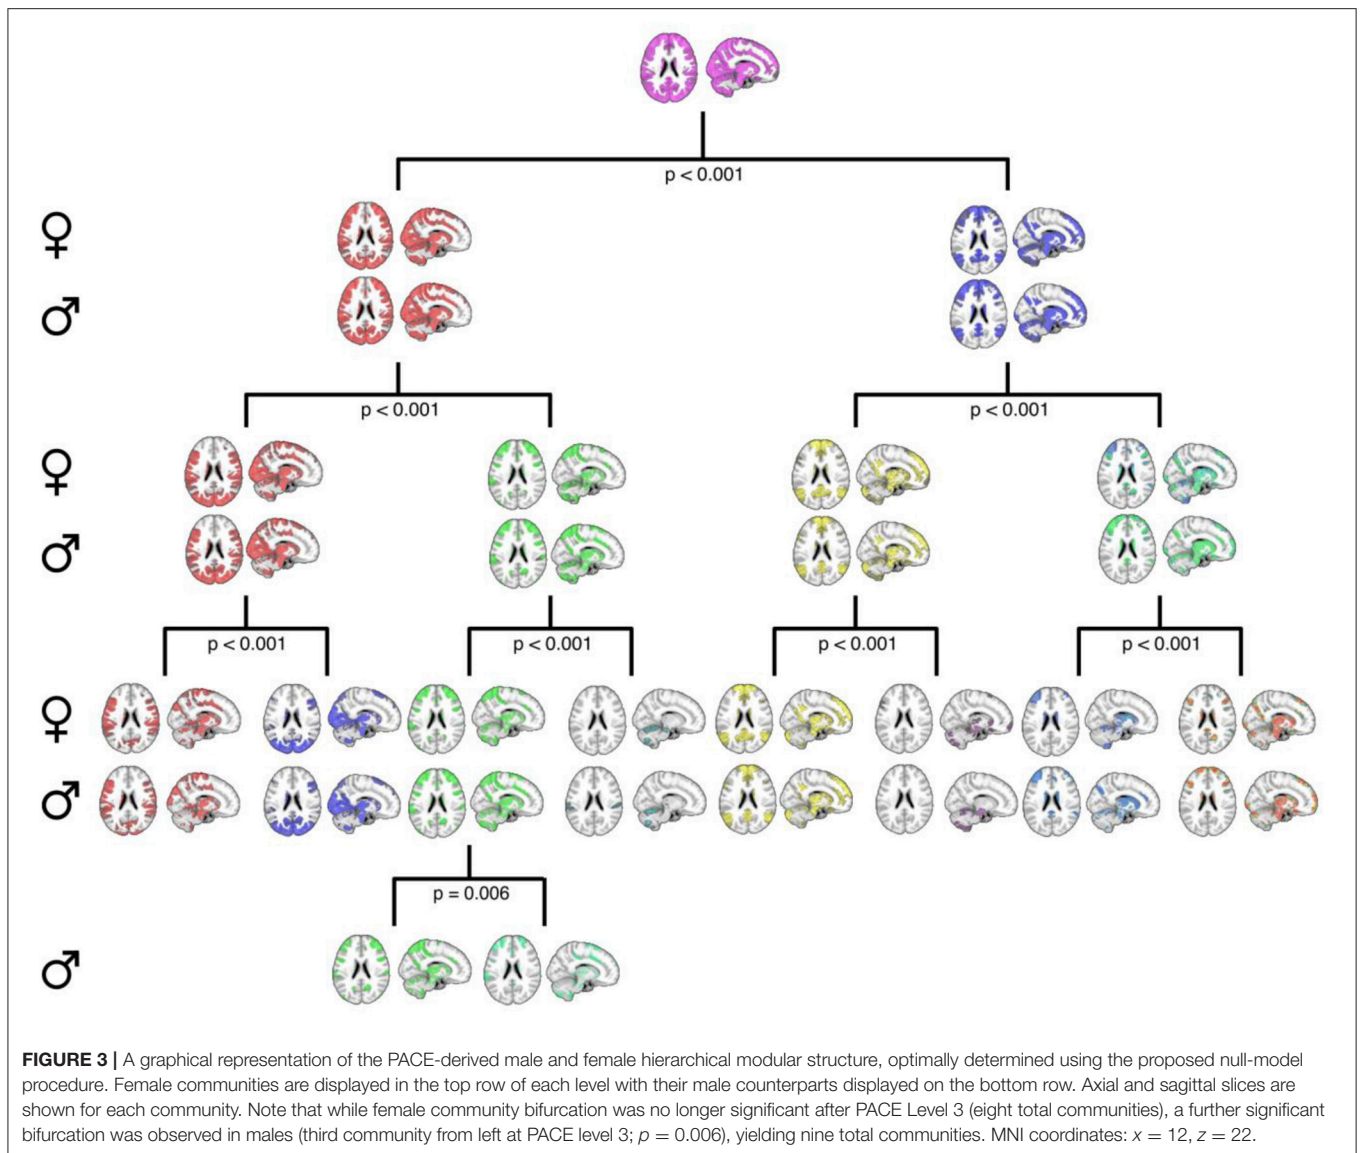 p < 0.001
♀
♂
p < 0.001
p < 0.001
♀
♂
p < 0.001
p < 0.001
p < 0.001
p < 0.001
♀
♂
p = 0.006
♂
FIGURE 3 | A graphical representation of the PACE-derived male and female hierarchical modular structure, optimally determined using the proposed null-model
procedure. Female communities are displayed in the top row of each level with their male counterparts displayed on the bottom row. Axial and sagittal slices are
shown for each community. Note that while female community bifurcation was no longer significant after PACE Level 3 (eight total communities), a further significant
bifurcation was observed in males (third community from left at PACE level 3; p = 0.006), yielding nine total communities. MNI coordinates: x = 12, z = 22.